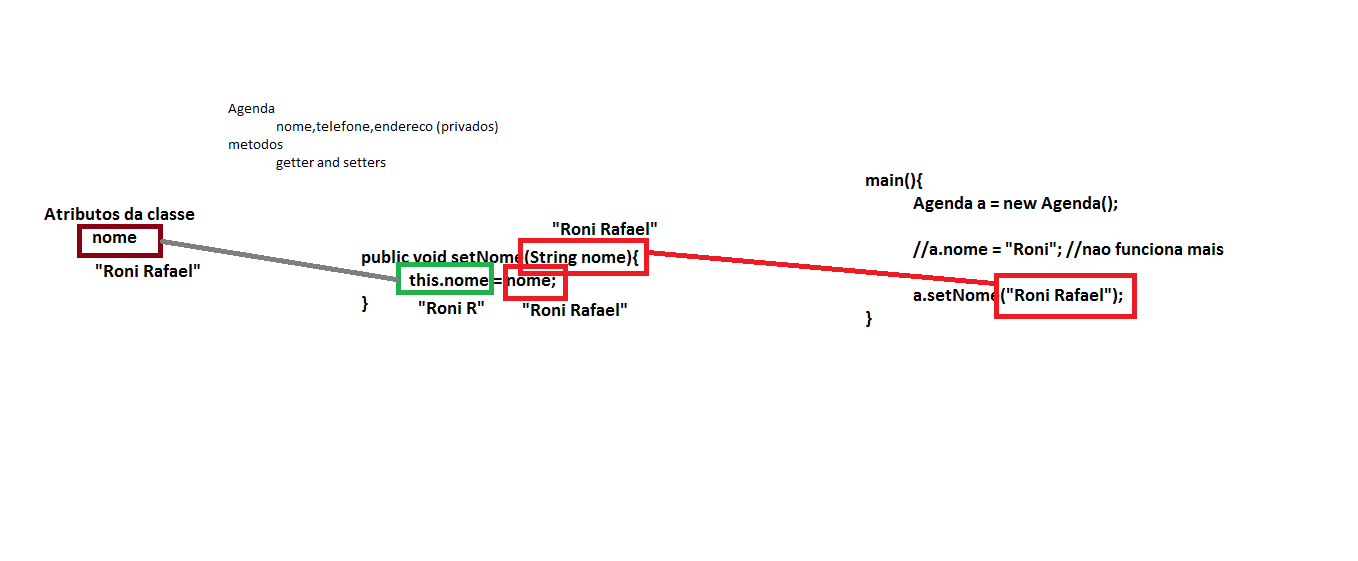 Agenda
nome,telefone,endereco (privados)
metodos
getter and setters
Atributos da classe
nome
"Roni Rafael"
"Roni Rafael"
public void setNome(String nome){
this.nome = nome;
"Roni R"
"Roni Rafael"
}
main(){
Agenda a = new Agenda();
//a.nome = "Roni"; //nao funciona mais
a.setNome("Roni Rafael");
}